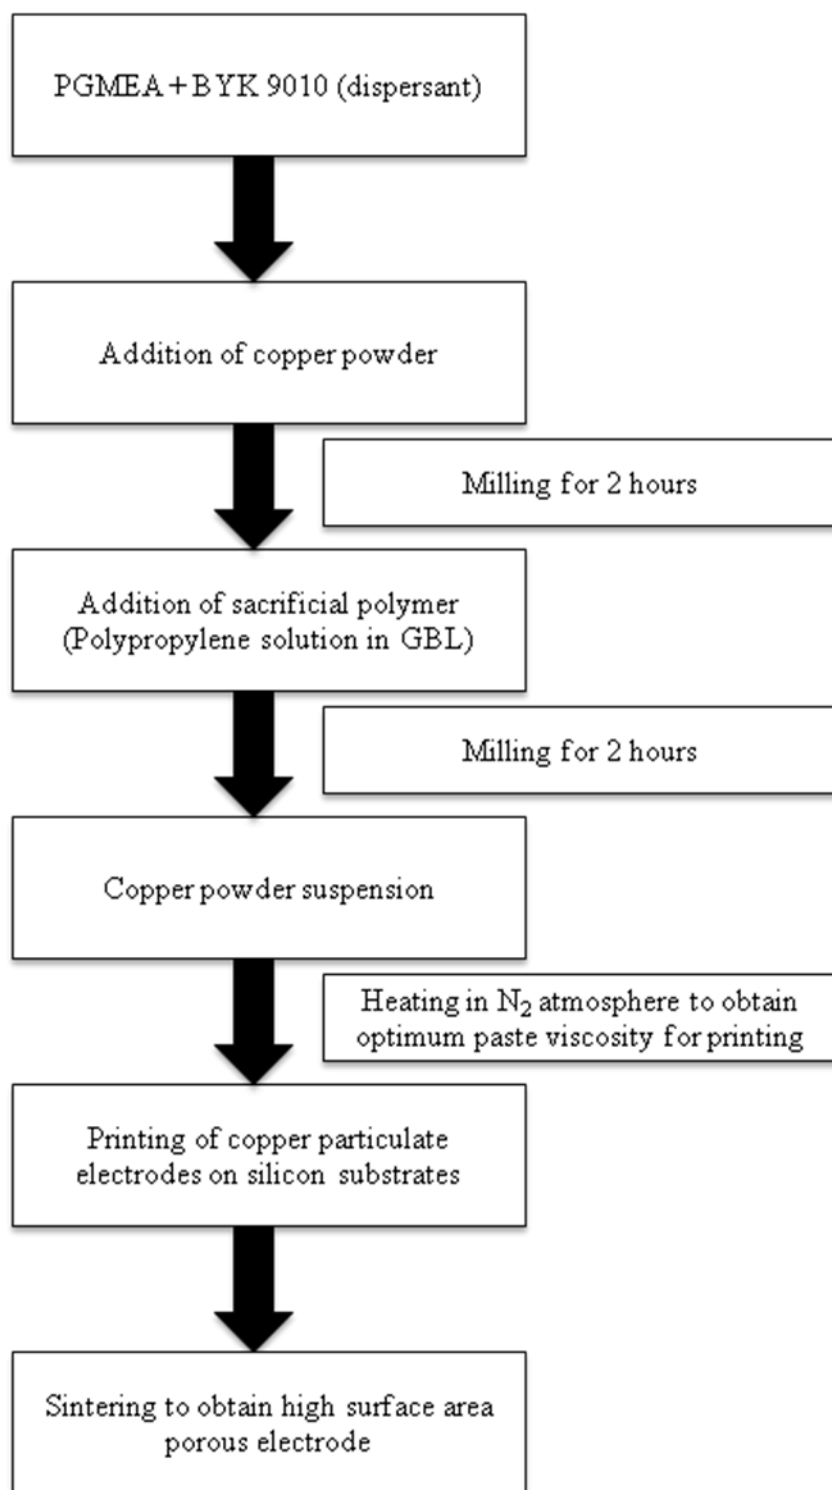 PGMEA+BYK 9010 (dispersant)
Addition of copper powder
Milling for 2 hours
Addition of sacrificial polymer
(Polypropylene solution in GBL)
Milling for 2 hours
Copper powder suspension
Heating in N₂ atmosphere to obtain
optimum paste viscosity for printing
Printing of copper particulate
electrodes on silicon substrates
Sintering to obtain high surface area
porous electrode